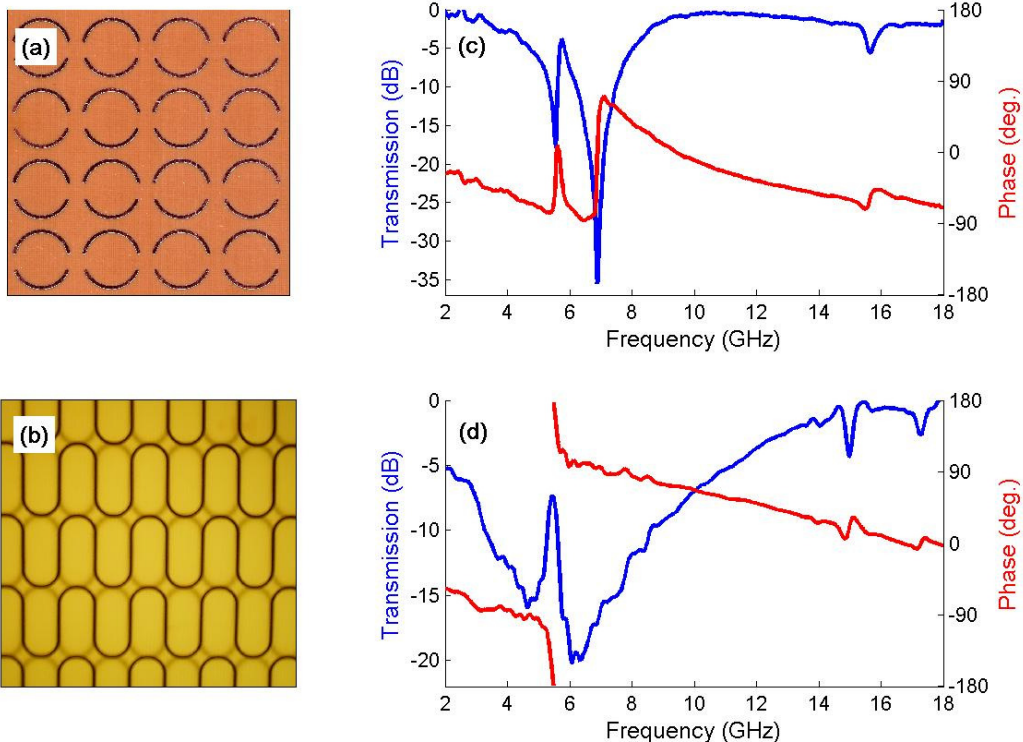 (a)
(c)
Transmission (dB)
0
-5
-10
-15
-20
-25
-30
-35
2 4 6 8 10 12 14 16 18
Frequency (GHz)
180
90
0
-90
-180
Phase (deg.)
(b)
(d)
Transmission (dB)
0
-5
-10
-15
-20
2 4 6 8 10 12 14 16 18
Frequency (GHz)
180
90
0
-90
-180
Phase (deg.)